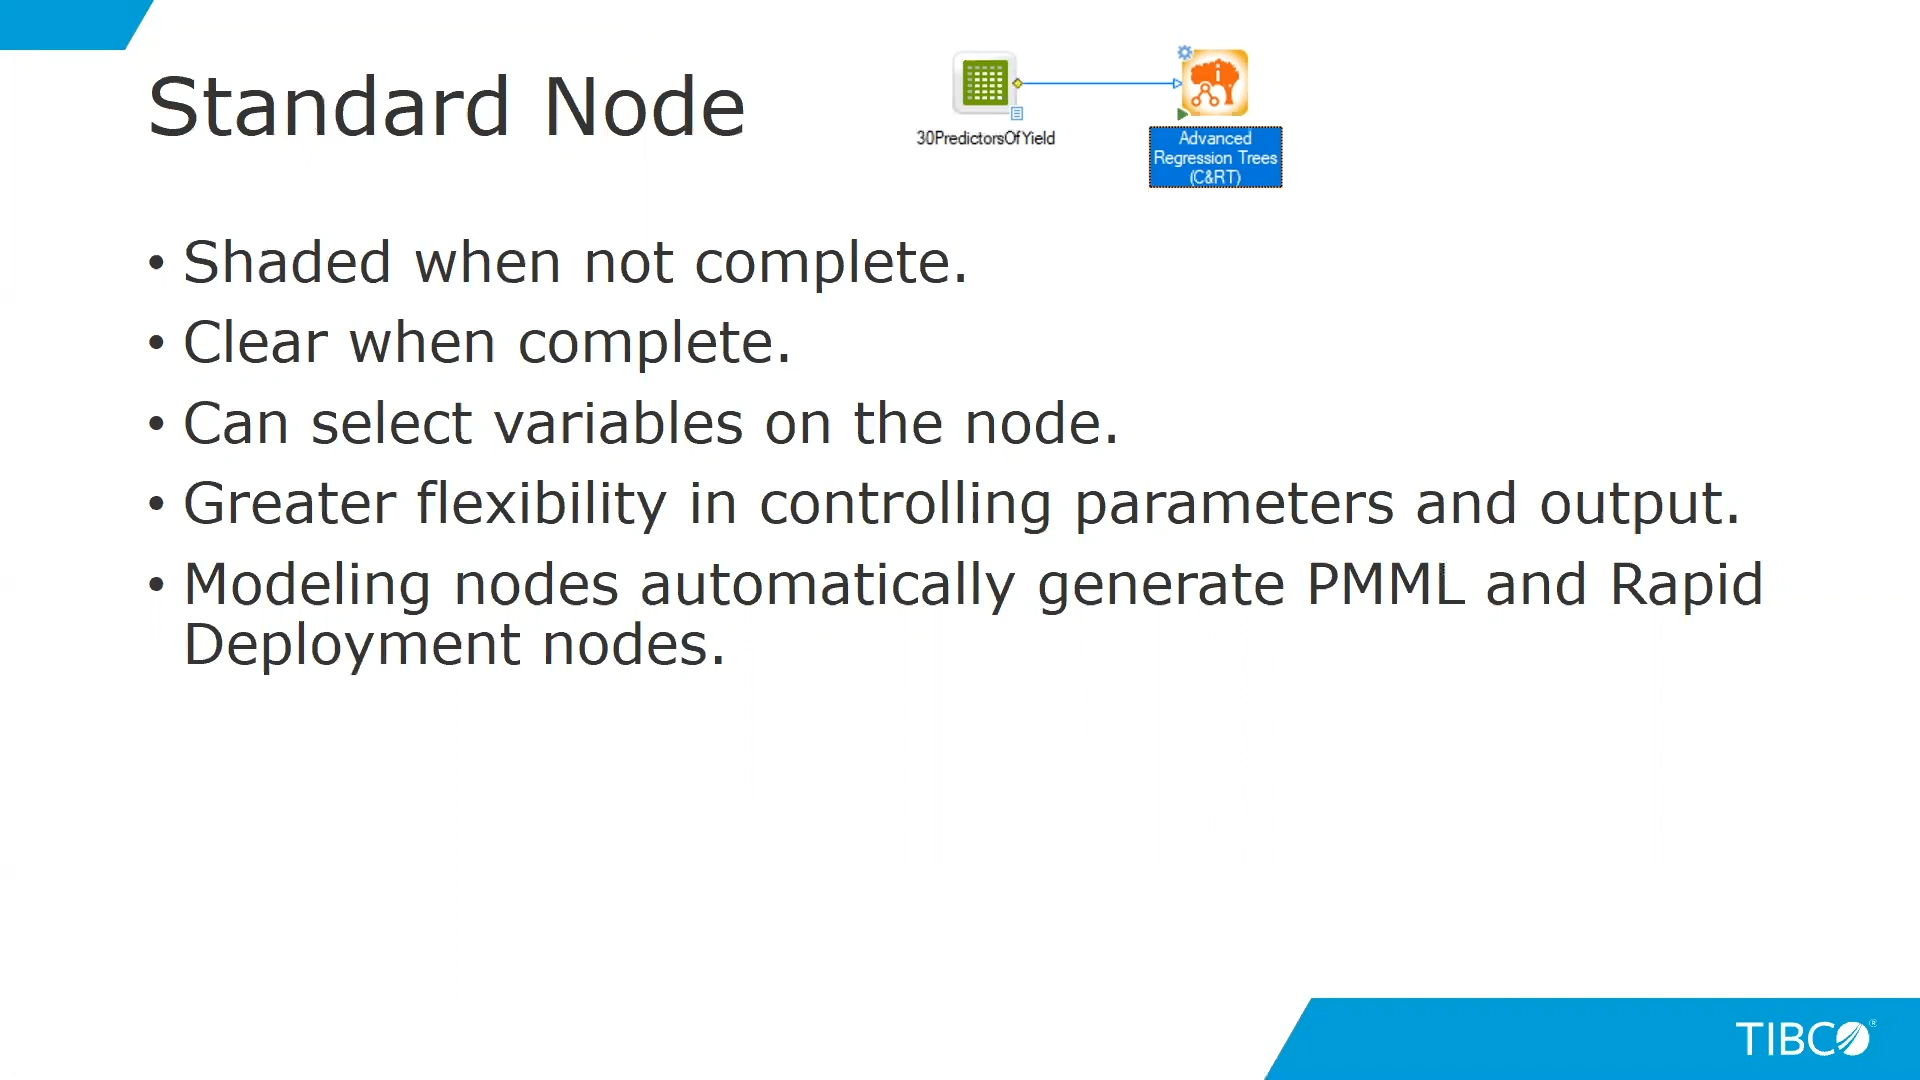 Standard Node
30PredictorsOfYield
Advanced
Regression Trees
(C&RT)
• Shaded when not complete.
• Clear when complete.
• Can select variables on the node.
• Greater flexibility in controlling parameters and output.
• Modeling nodes automatically generate PMML and Rapid
Deployment nodes.
TIBCO®